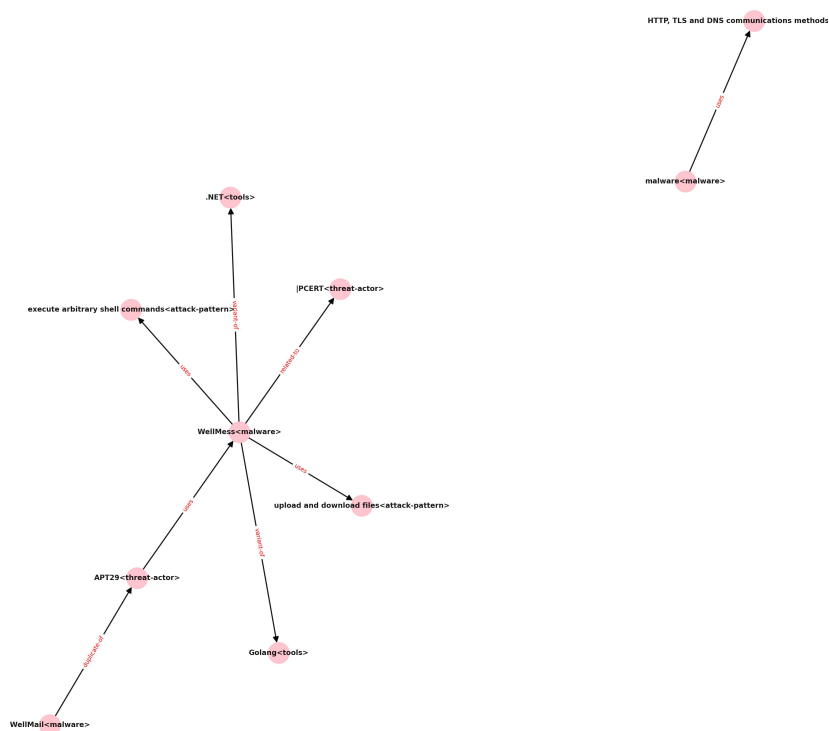 HTTP, TLS and DNS communications methods
uses
malware<malware>
.NET<tools>
|PCERT<threat-actor>
execute arbitrary shell commands<attack-pattern>
variant-of
related-to
uses
WellMess<malware>
uses
upload and download files<attack-pattern>
uses
variant-of
APT29<threat-actor>
duplicate-of
Golang<tools>
WellMail<malware>